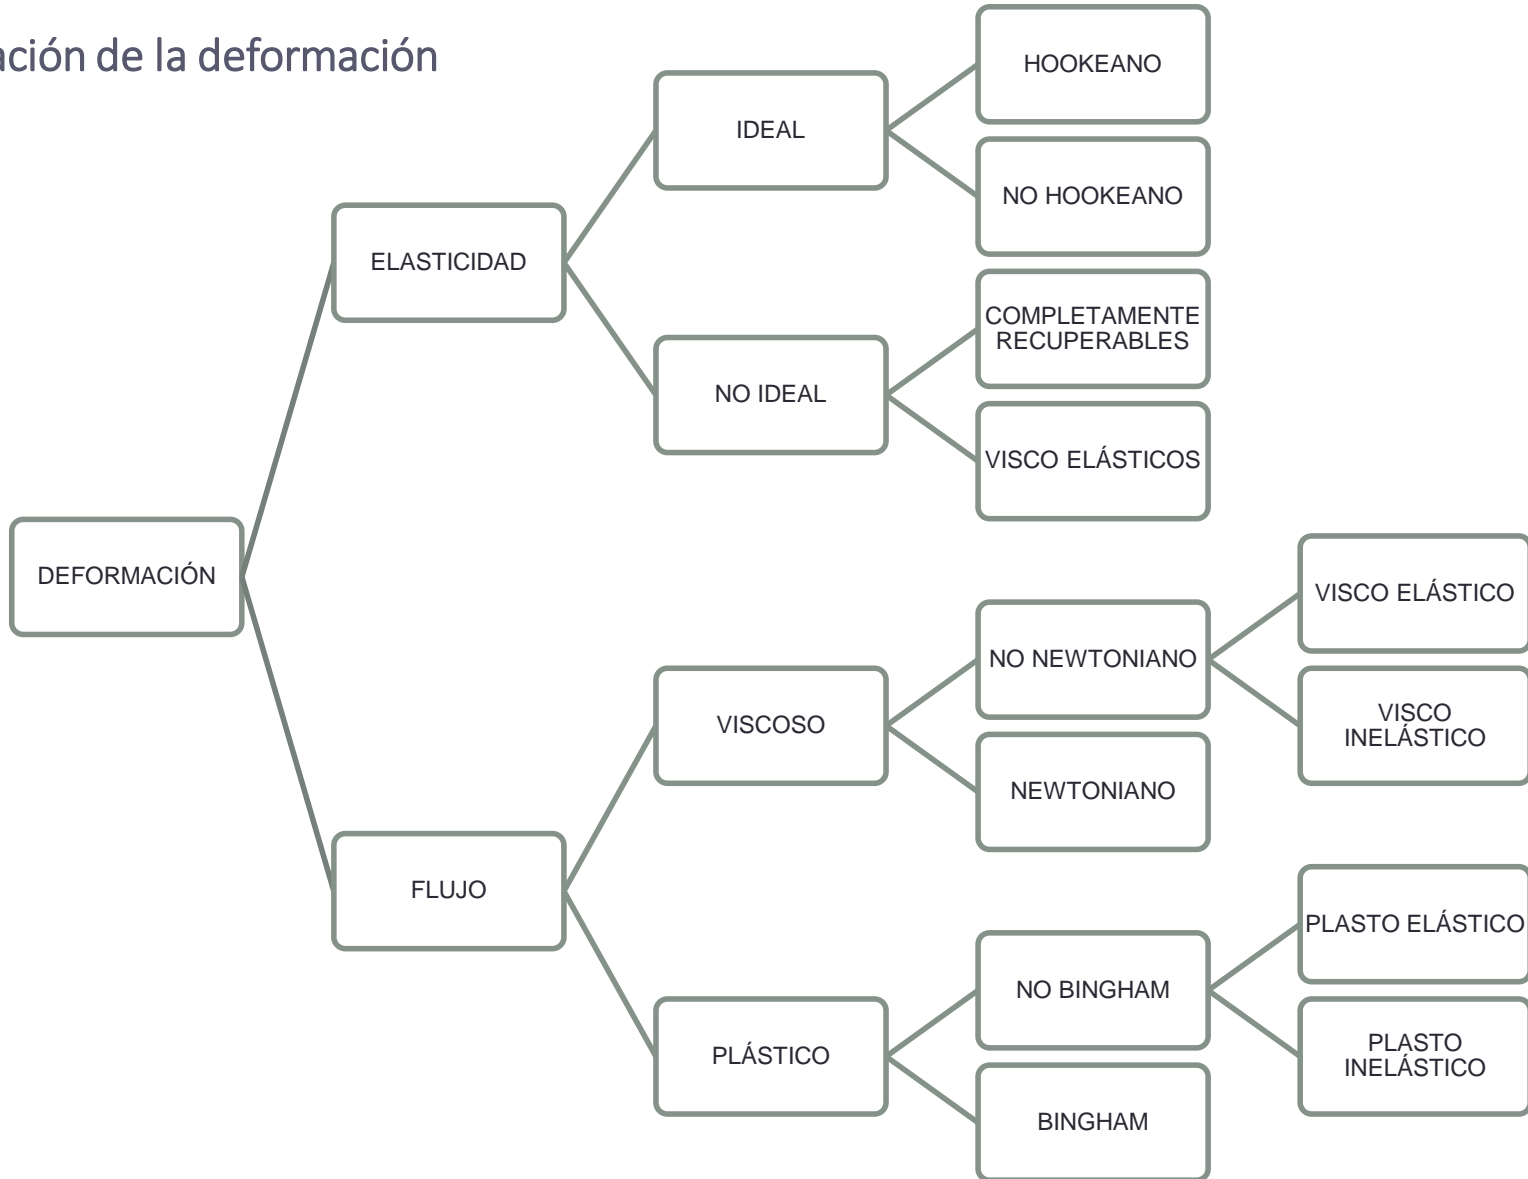 ación de la deformación
HOOKEANO
IDEAL
NO HOOKEANO
ELASTICIDAD
COMPLETAMENTE
RECUPERABLES
NO IDEAL
VISCO ELÁSTICOS
DEFORMACIÓN
VISCO ELÁSTICO
NO NEWTONIANO
VISCOSO
VISCO
INELÁSTICO
NEWTONIANO
FLUJO
PLASTO ELÁSTICO
NO BINGHAM
PLÁSTICO
PLASTO
INELÁSTICO
BINGHAM